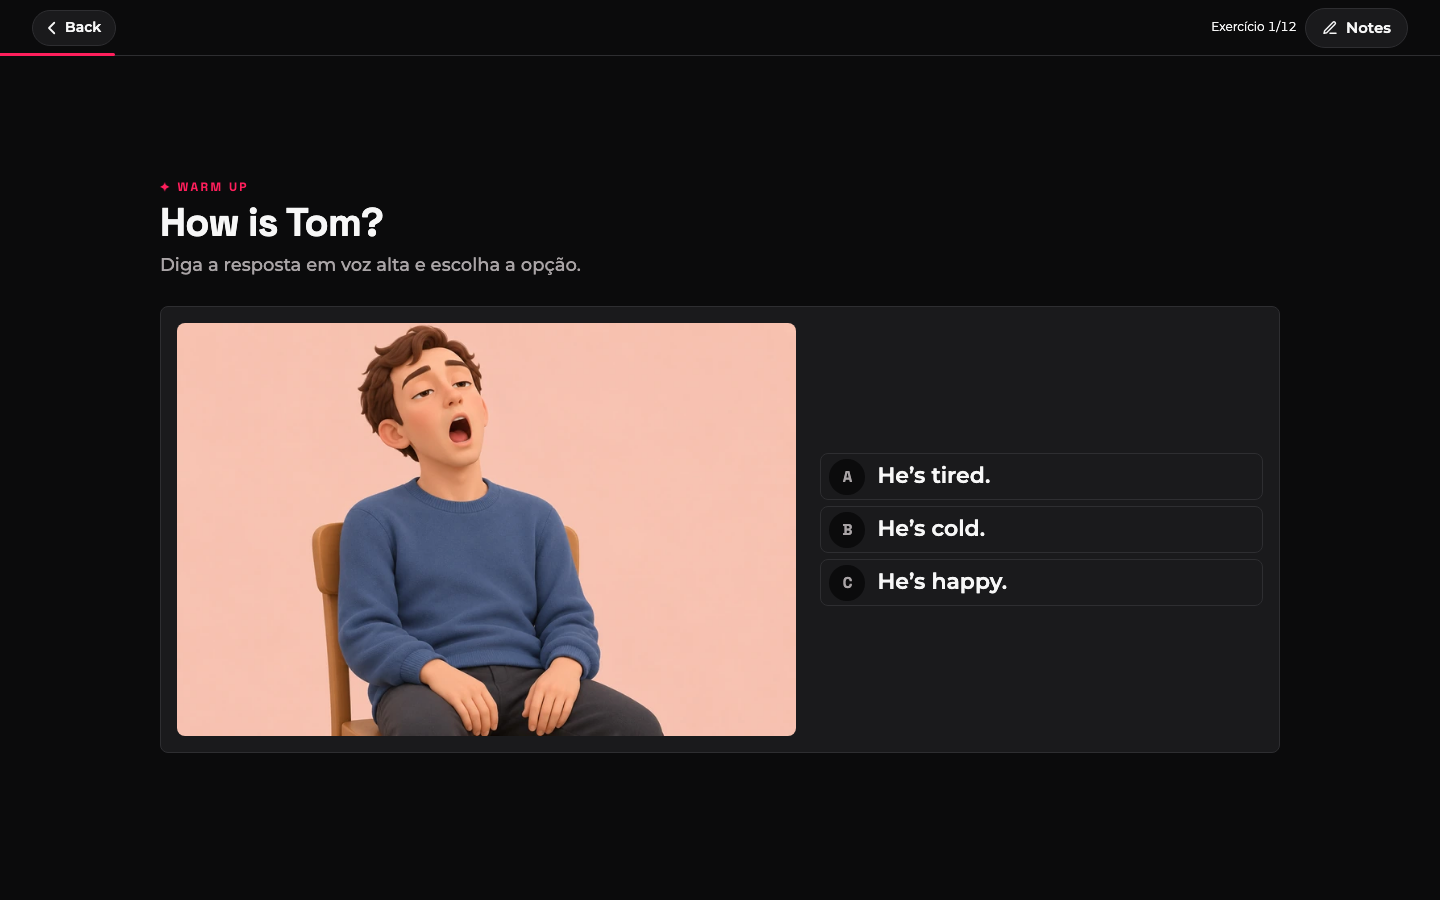 Back
Exercício 1/12
Notes
WARM UP
How is Tom?
Diga a resposta em voz alta e escolha a opção.
A He’s tired.
B He’s cold.
C He’s happy.